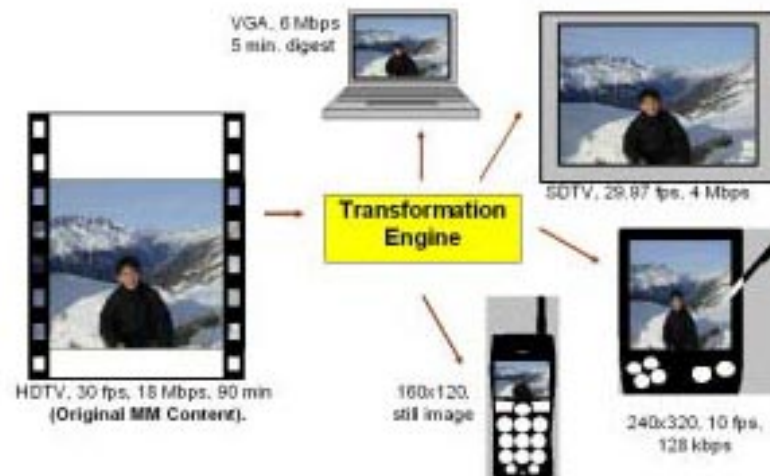 VGA, 6 Mbps
5 min. digest
SDTV, 29.97 fps, 4 Mbps
Transformation
Engine
HDTV, 30 fps, 18 Mbps, 90 min
(Original MM Content).
160x120,
still image
240x320, 10 fps,
128 kbps